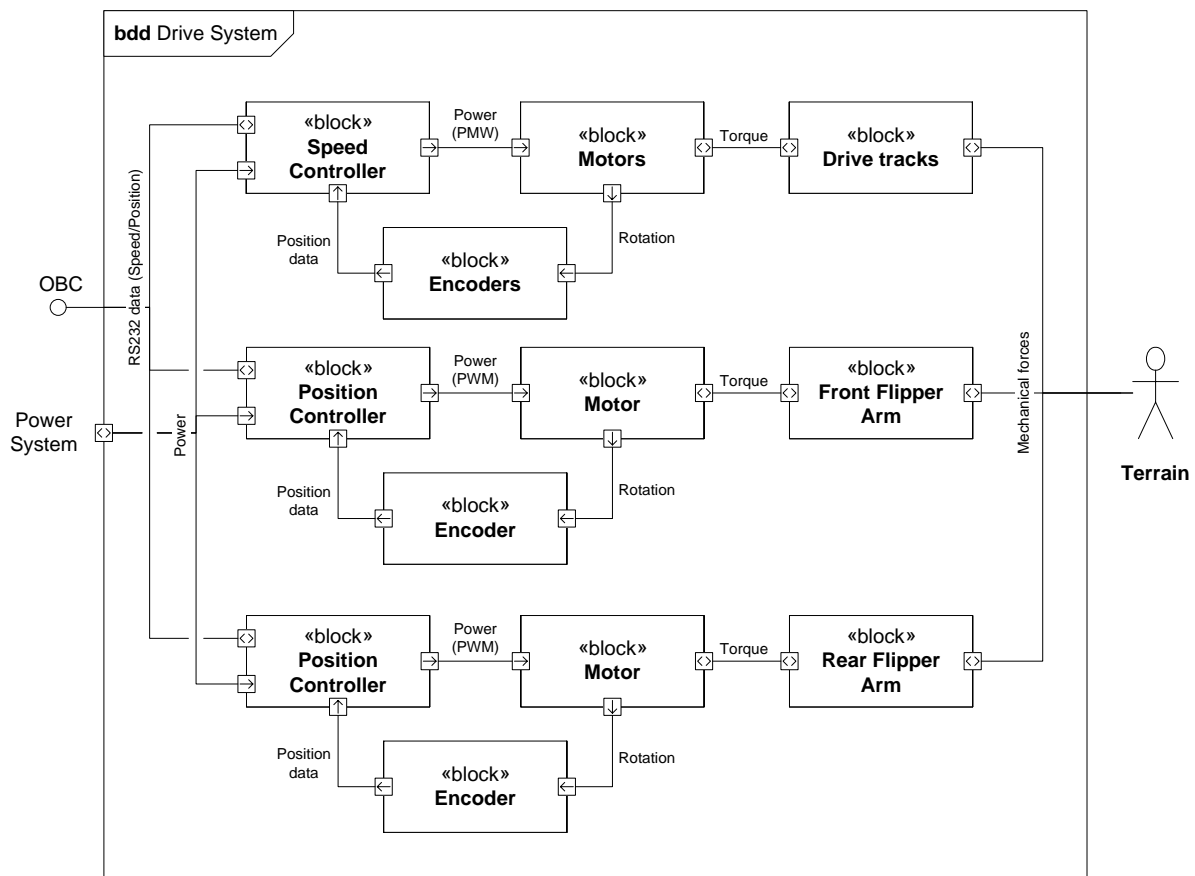 bdd Drive System
«block»
Speed
Controller
Power
(PMW)
«block»
Motors
Torque
«block»
Drive tracks
Position
data
«block»
Encoders
Rotation
OBC
RS232 data (Speed/Position)
«block»
Position
Controller
Power
(PWM)
«block»
Motor
Torque
«block»
Front Flipper
Arm
Power
System
Power
Mechanical forces
Terrain
Position
data
«block»
Encoder
Rotation
«block»
Position
Controller
Power
(PWM)
«block»
Motor
Torque
«block»
Rear Flipper
Arm
Position
data
«block»
Encoder
Rotation